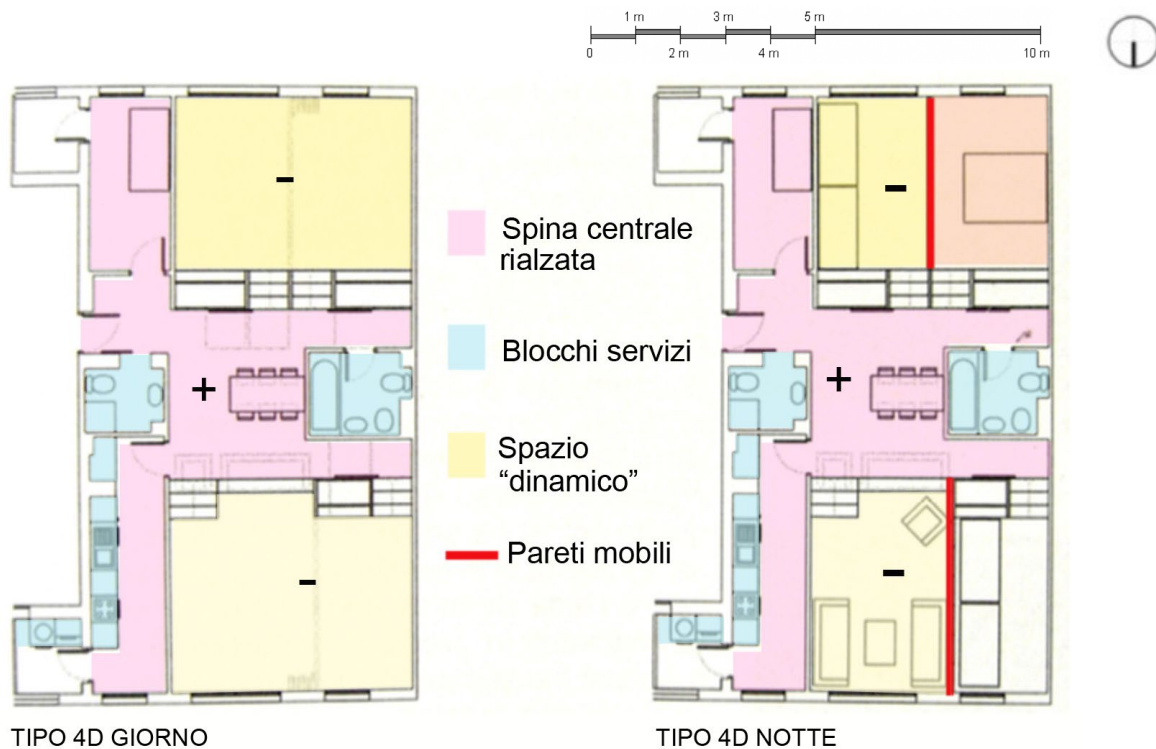 1 m 3 m 5 m
0 2 m 4 m 10 m
-
-
Spina centrale
rialzata
Blocchi servizi
+
+
Spazio
“dinamico”
Pareti mobili
-
-
TIPO 4D GIORNO
TIPO 4D NOTTE